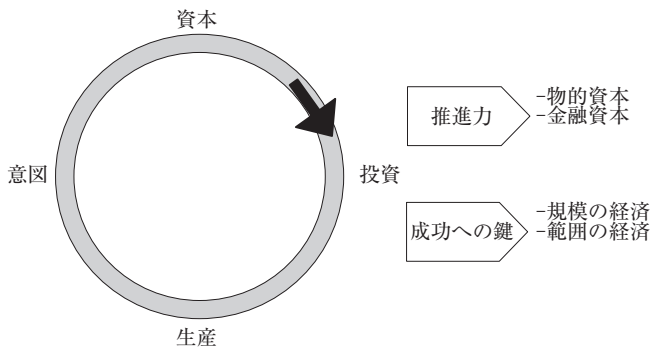 資本
意図
投資
生産
推進力
-物的資本
-金融資本
成功への鍵
-規模の経済
-範囲の経済